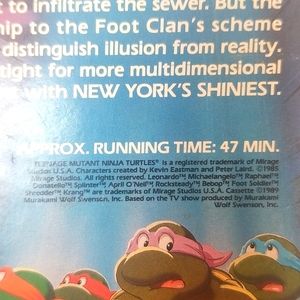 t to infiltrate the sewer. But the
hip to the Foot Clan's scheme
distinguish illusion from reality.
tight for more multidimensional
with NEW YORK'S SHINIEST.
APPROX. RUNNING TIME: 47 MIN.
TEENAGE MUTANT NINJA TURTLES® is a registered trademark of Mirage
Studios U.S.A. Characters created by Kevin Eastman and Peter Laird. ©1985
Mirage Studios. All rights reserved. Leonardo™ Michaelangelo™ Raphael™
Donatello™ Splinter™ April O'Neil™ Rocksteady™ Bebop™ Foot Soldier™
Shredder™ Krang™ are trademarks of Mirage Studios U.S.A. Cassette ©1989
Murakami Wolf Swenson, Inc. Based on the TV show produced by Murakami
Wolf Swenson, Inc.